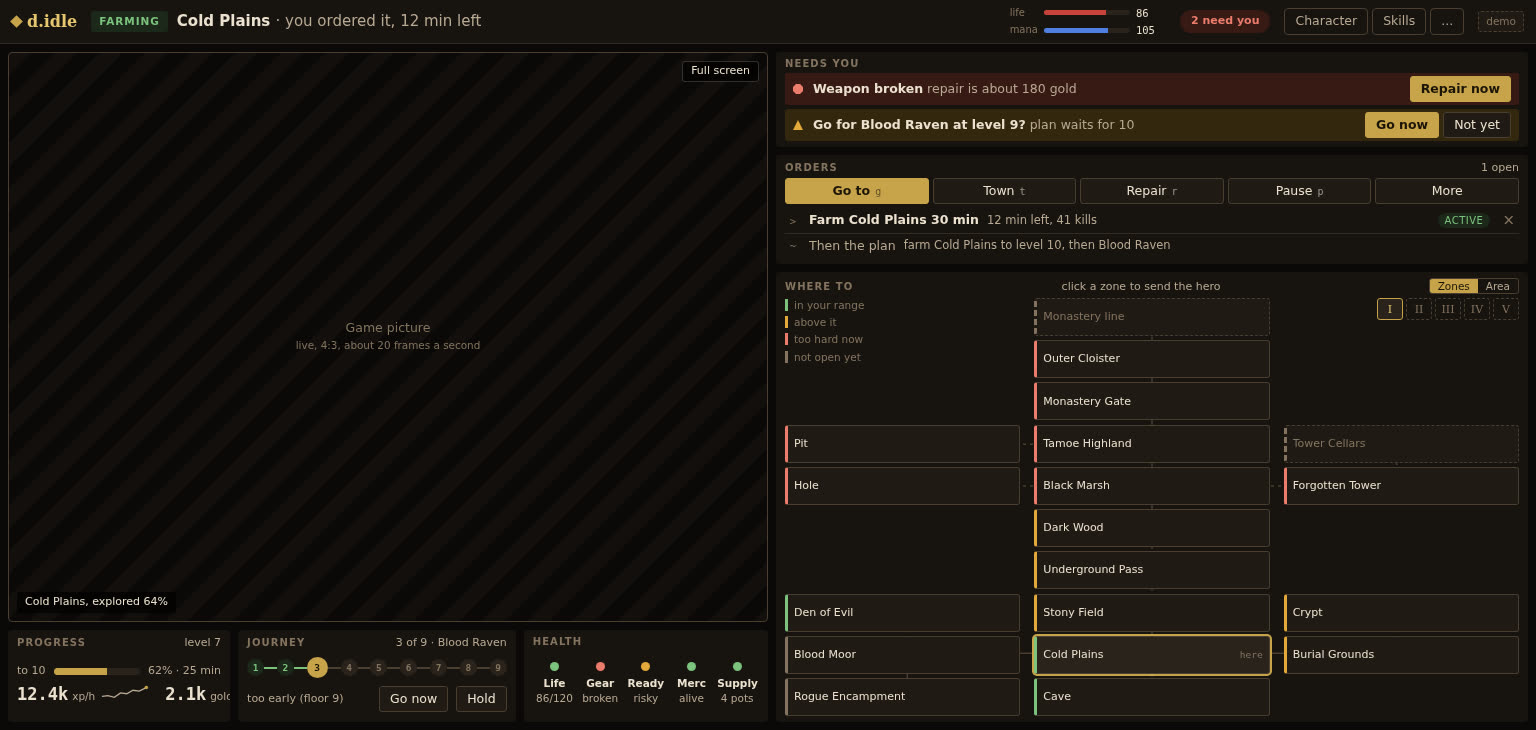 ◆ d.idle FARMING Cold Plains · you ordered it, 12 min left
life 86
mana 105
2 need you
Character Skills ... demo
Full screen
Game picture
live, 4:3, about 20 frames a second
Cold Plains, explored 64%
PROGRESS level 7
to 10 62% · 25 min
12.4k xp/h 2.1k gold
JOURNEY 3 of 9 · Blood Raven
1 2 3 4 5 6 7 8 9
too early (floor 9) Go now Hold
HEALTH
Life Gear Ready Merc Supply
86/120 broken risky alive 4 pots
NEEDS YOU
Weapon broken repair is about 180 gold Repair now
Go for Blood Raven at level 9? plan waits for 10 Go now Not yet
ORDERS 1 open
Go to g Town t Repair r Pause p More
> Farm Cold Plains 30 min 12 min left, 41 kills ACTIVE ×
~ Then the plan farm Cold Plains to level 10, then Blood Raven
WHERE TO click a zone to send the hero Zones Area
in your range
above it
too hard now
not open yet
I II III IV V
Monastery line
Outer Cloister
Monastery Gate
Pit Tamoe Highland Tower Cellars
Hole Black Marsh Forgotten Tower
Dark Wood
Underground Pass
Den of Evil Stony Field Crypt
Blood Moor Cold Plains here Burial Grounds
Rogue Encampment Cave